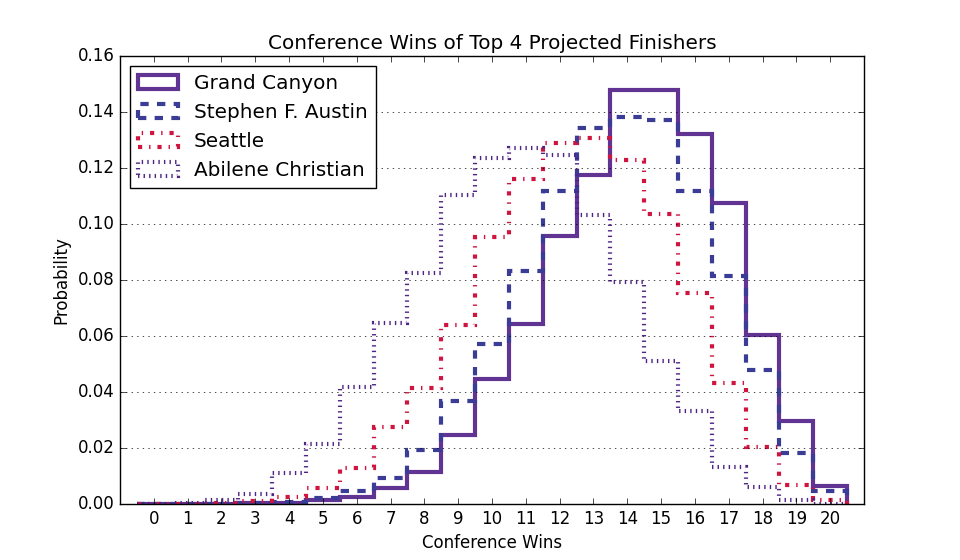 Conference Wins of Top 4 Projected Finishers
Grand Canyon
Stephen F. Austin
Seattle
Abilene Christian
Probability
0.16
0.14
0.12
0.10
0.08
0.06
0.04
0.02
0.00
0 1 2 3 4 5 6 7 8 9 10 11 12 13 14 15 16 17 18 19 20
Conference Wins